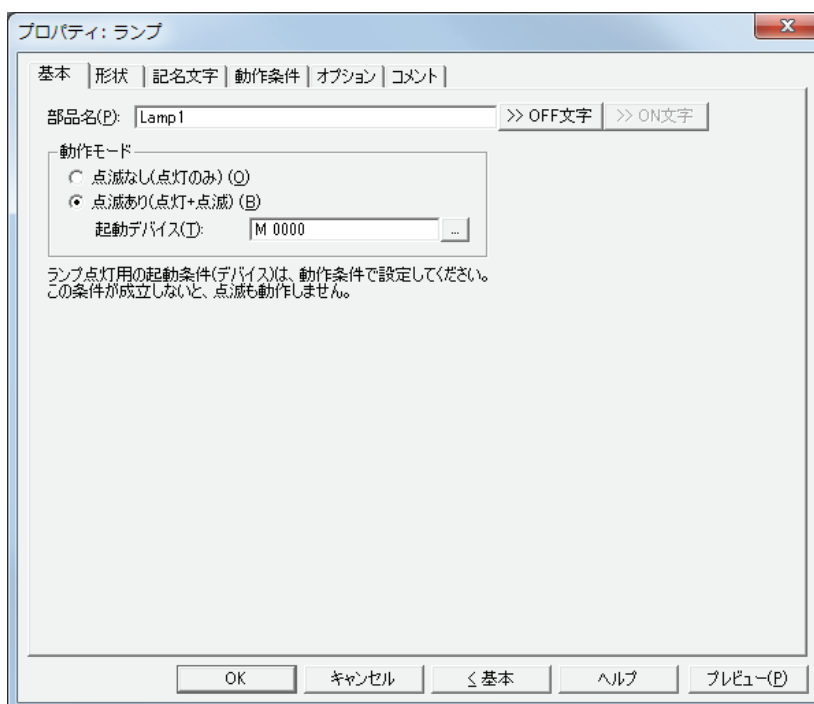 プロパティ: ランプ
X
基本 形状 記名文字 動作条件 オプション コメント
部品名(P): Lamp1 >> OFF文字 >> ON文字
動作モード
点滅なし(点灯のみ) (O)
点滅あり(点灯+点滅) (B)
起動デバイス(T): M 0000 ...
ランプ点灯用の起動条件(デバイス)は、動作条件で設定してください。
この条件が成立しないと、点滅も動作しません。
OK キャンセル < 基本 ヘルプ プレビュー(P)